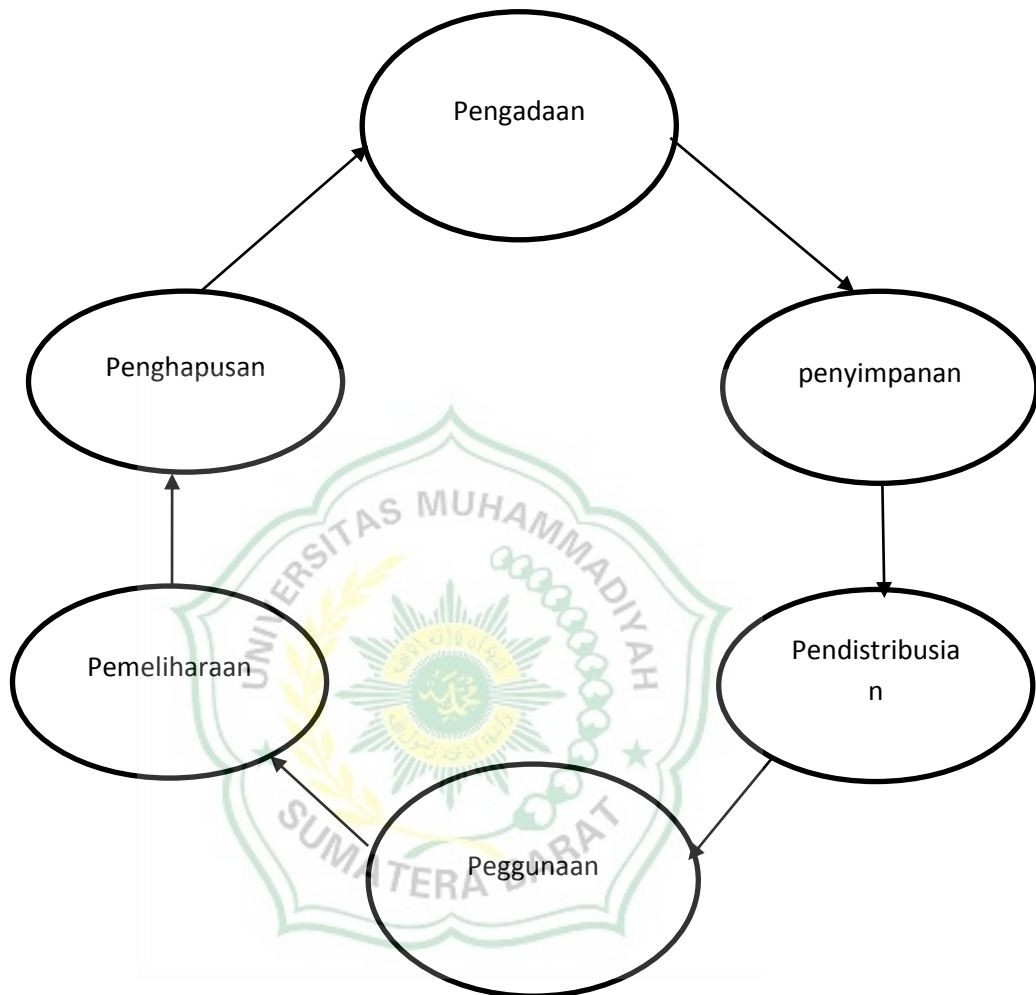 Pengadaan
penyimpanan
Pendistribusia
n
Peggunaan
Pemeliharaan
Penghapusan
UNIVERSITAS MUHAMMADIYAH
SUMATERA BARAT